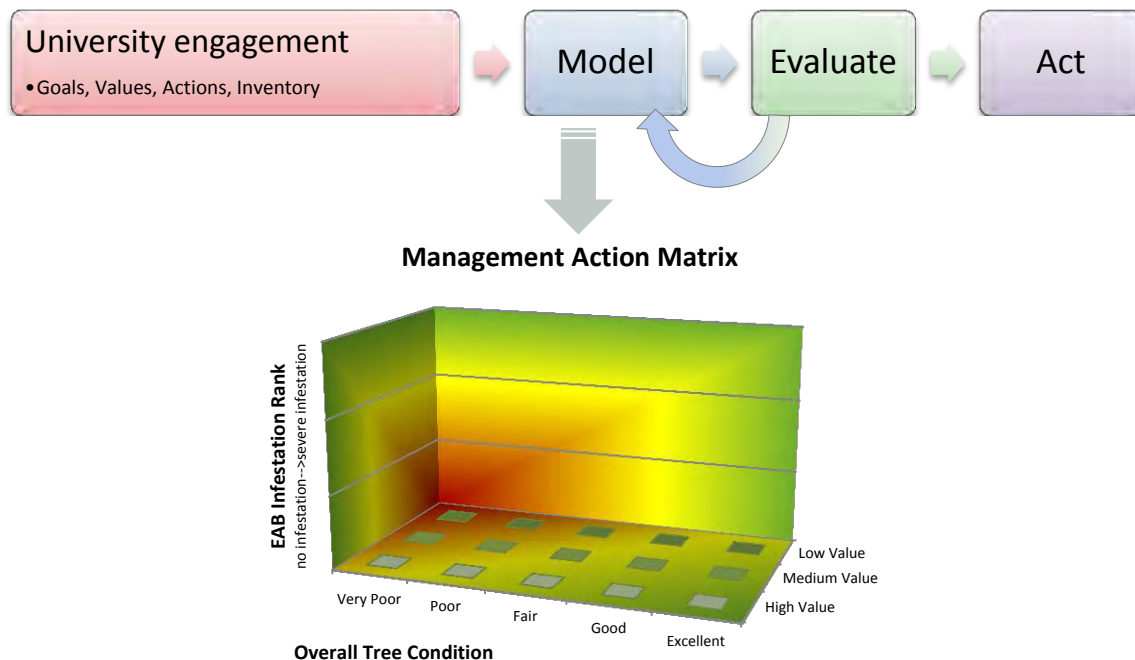 University engagement
•Goals, Values, Actions, Inventory
Model
Evaluate
Act
Management Action Matrix
EAB Infestation Rank
no infestation-->severe infestation
Low Value
Medium Value
High Value
Very Poor
Poor
Fair
Good
Excellent
Overall Tree Condition